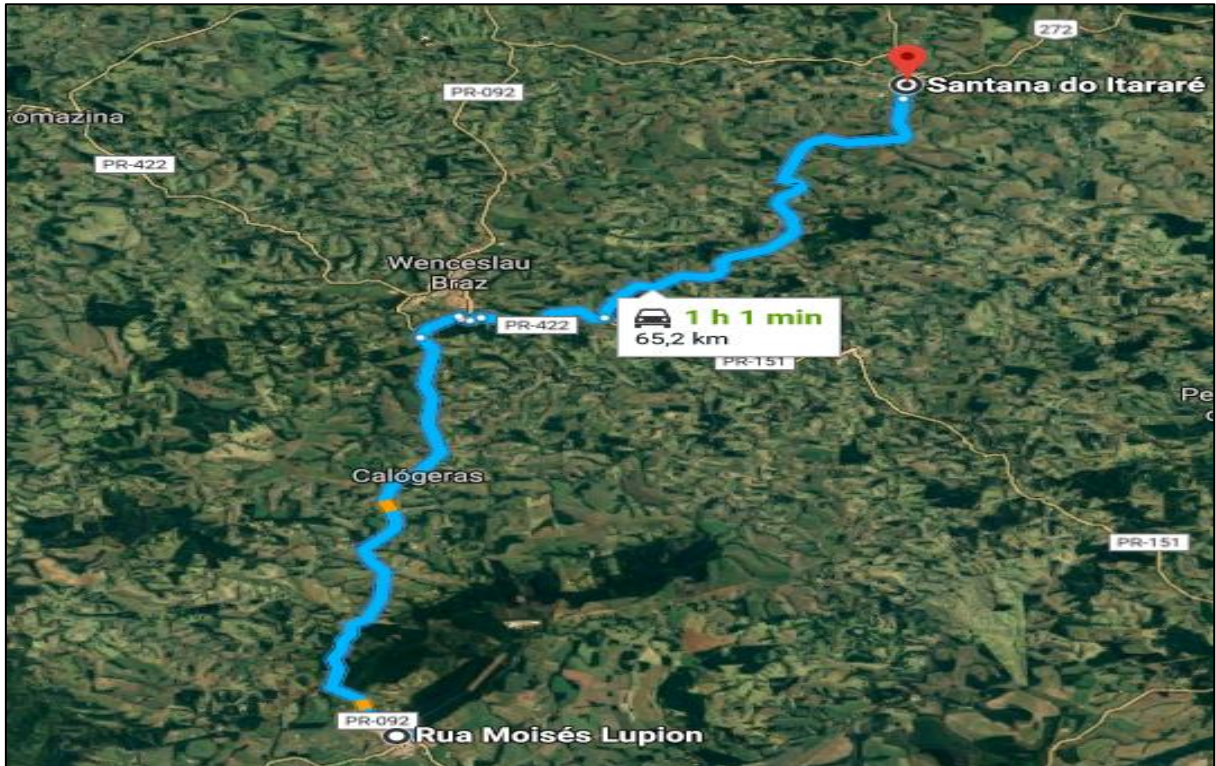 272
Santana do Itararé
PR-092
omazina
PR-422
Wenceslau
Braz
PR-422
1 h 1 min
65,2 km
PR-151
Calógeras
PR-151
PR-092
Rua Moisés Lupion